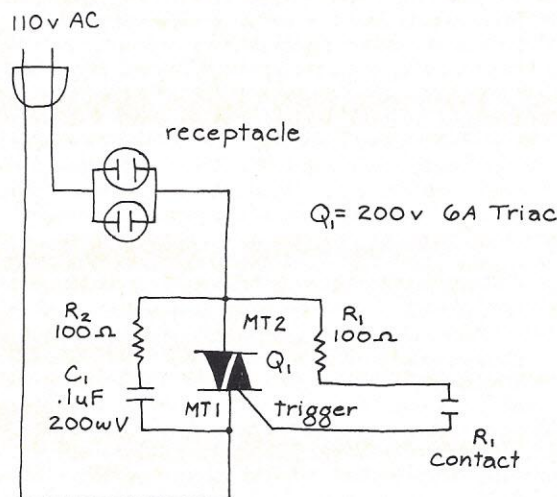 110v AC
receptacle
Q₁= 200v 6A Triac
R₂
100Ω
MT2
R₁
100Ω
Q₁
C₁
.1uF
200wV
MT1
trigger
R₁
Contact